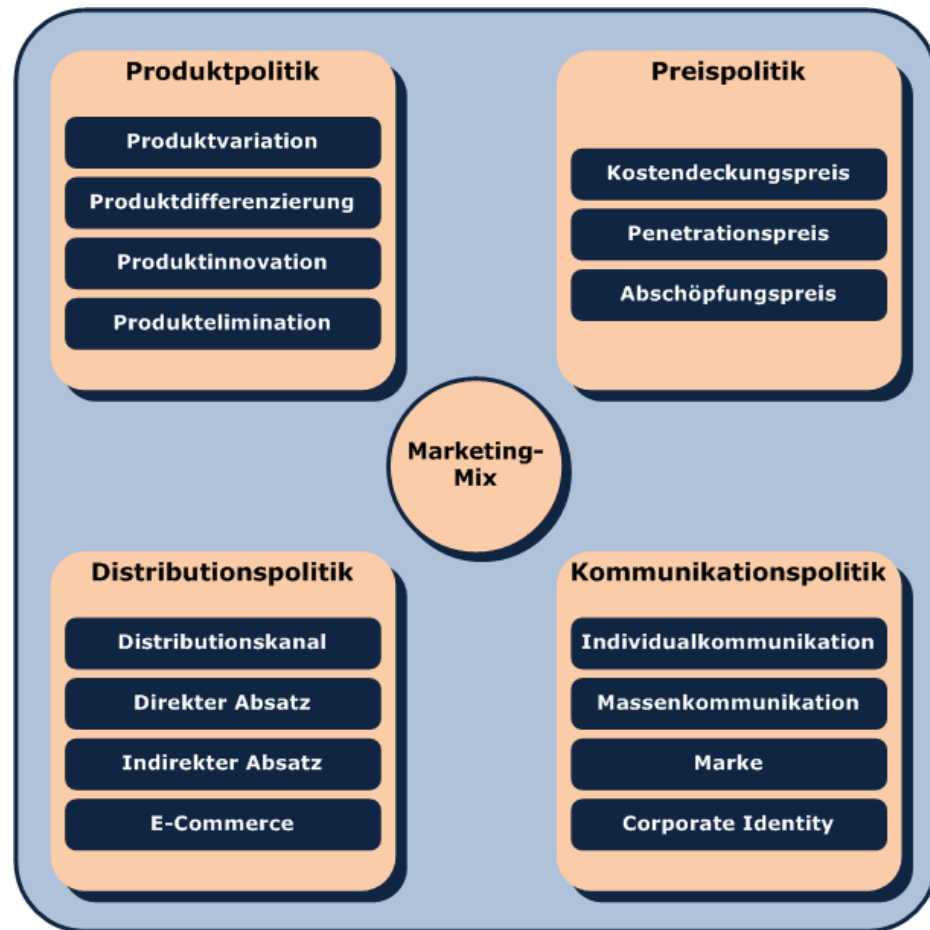 Produktpolitik
Produktvariation
Produktdifferenzierung
Produktinnovation
Produktelimination
Preispolitik
Kostendeckungspreis
Penetrationspreis
Abschöpfungspreis
Marketing-
Mix
Distributionspolitik
Distributionskanal
Direkter Absatz
Indirekter Absatz
E-Commerce
Kommunikationspolitik
Individualkommunikation
Massenkommunikation
Marke
Corporate Identity